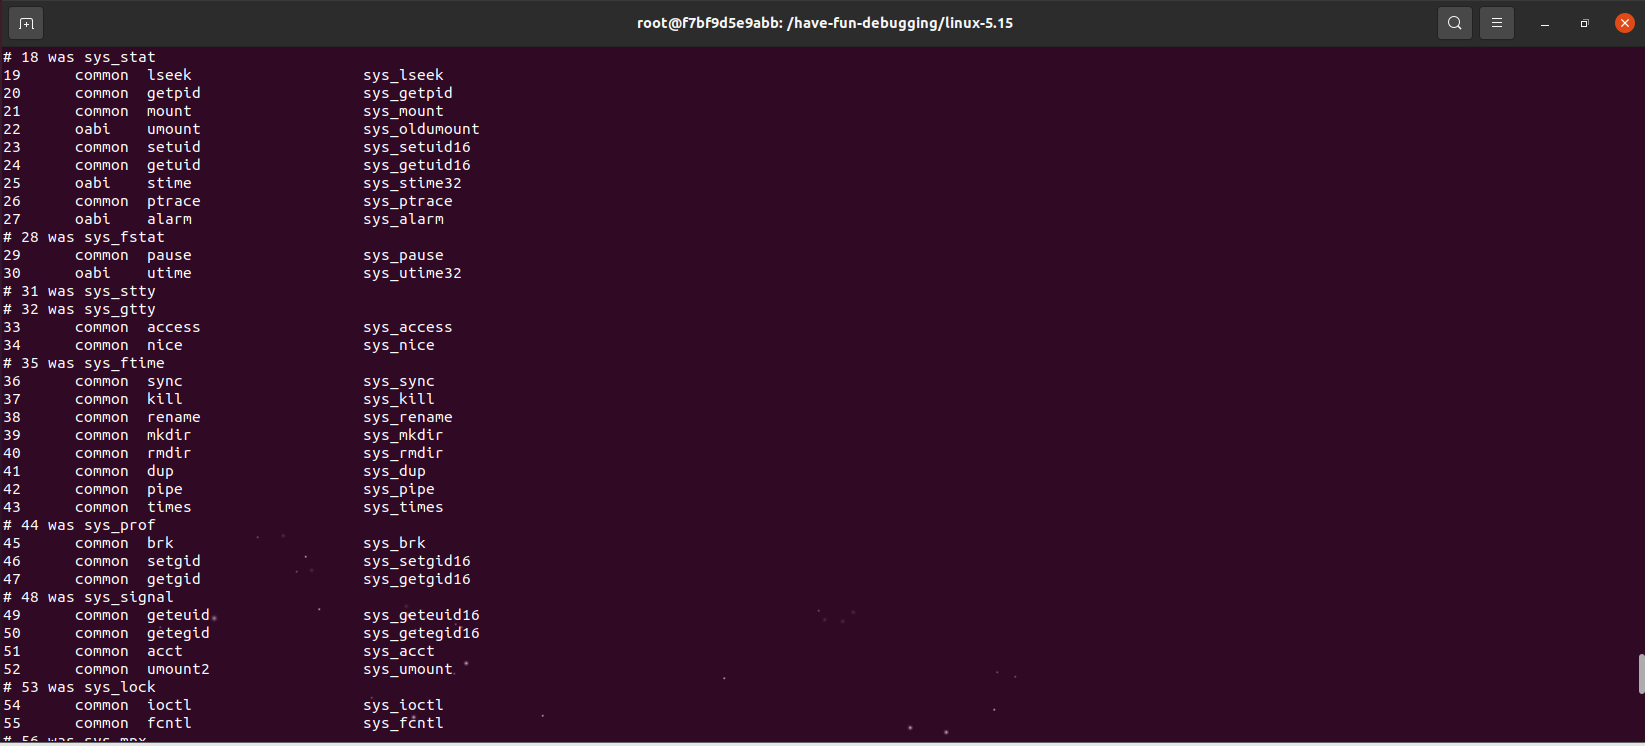 root@f7bf9d5e9abb: /have-fun-debugging/linux-5.15
# 18 was sys_stat
19 common lseek sys_lseek
20 common getpid sys_getpid
21 common mount sys_mount
22 oabi umount sys_oldumount
23 common setuid sys_setuid16
24 common getuid sys_getuid16
25 oabi stime sys_stime32
26 common ptrace sys_ptrace
27 oabi alarm sys_alarm
# 28 was sys_fstat
29 common pause sys_pause
30 oabi utime sys_utime32
# 31 was sys_stty
# 32 was sys_gtty
33 common access sys_access
34 common nice sys_nice
# 35 was sys_ftime
36 common sync sys_sync
37 common kill sys_kill
38 common rename sys_rename
39 common mkdir sys_mkdir
40 common rmdir sys_rmdir
41 common dup sys_dup
42 common pipe sys_pipe
43 common times sys_times
# 44 was sys_prof
45 common brk sys_brk
46 common setgid sys_setgid16
47 common getgid sys_getgid16
# 48 was sys_signal
49 common geteuid sys_geteuid16
50 common getegid sys_getegid16
51 common acct sys_acct
52 common umount2 sys_umount
# 53 was sys_lock
54 common ioctl sys_ioctl
55 common fcntl sys_fcntl
# 56 was sys_mpx